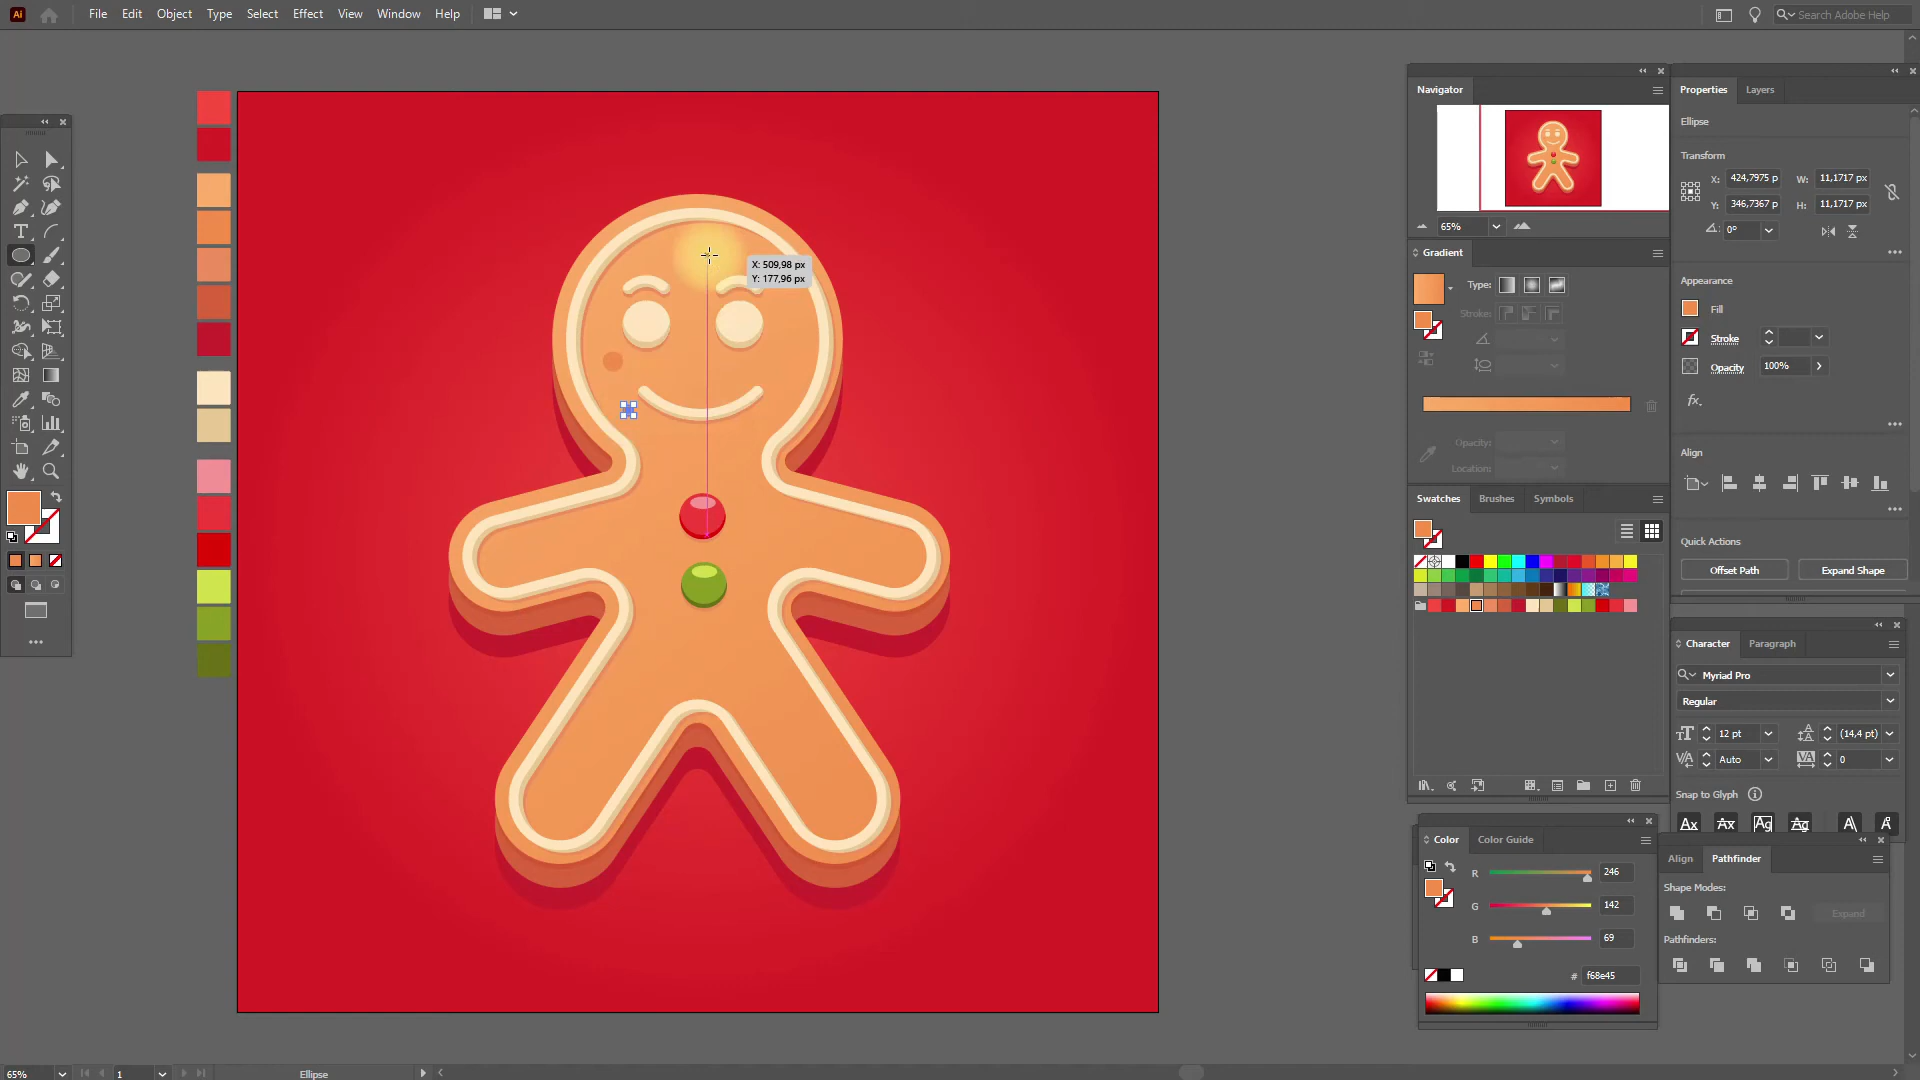 Ai File Edit Object Type Select Effect View Window Help Search Adobe Help
X: 509,98 px
Y: 177,96 px
Navigator
65%
Gradient
Type:
Stroke:
Opacity:
Location:
Swatches Brushes Symbols
Color Color Guide
R 246
G 142
B 69
# f68e45
Properties Layers
Ellipse
Transform
X: 424,7975 p W: 11,1717 px
Y: 346,7367 p H: 11,1717 px
0°
Appearance
Fill
Stroke
Opacity 100%
fx
Align
Quick Actions
Offset Path Expand Shape
Character Paragraph
Myriad Pro
Regular
12 pt (14,4 pt)
Auto 0
Snap to Glyph
Align Pathfinder
Shape Modes:
Expand
Pathfinders:
65% 1 Ellipse